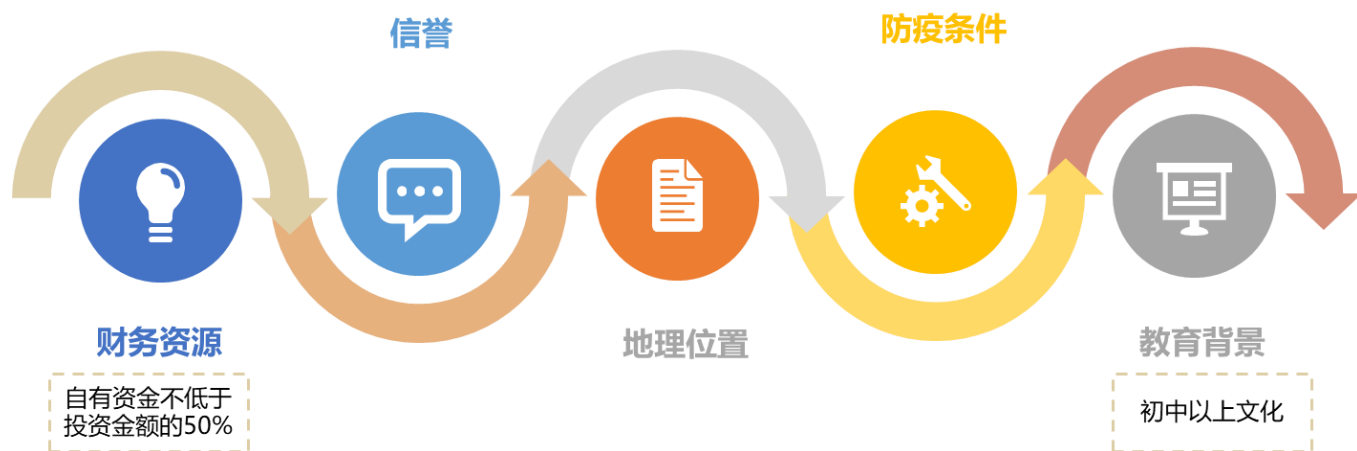 信誉
防疫条件
财务资源
地理位置
教育背景
自有资金不低于
投资金额的50%
初中以上文化